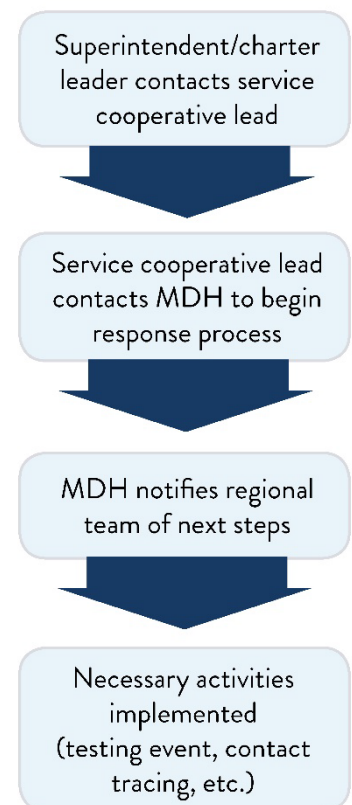 Superintendent/charter
leader contacts service
cooperative lead
Service cooperative lead
contacts MDH to begin
response process
MDH notifies regional
team of next steps
Necessary activities
implemented
(testing event, contact
tracing, etc.)